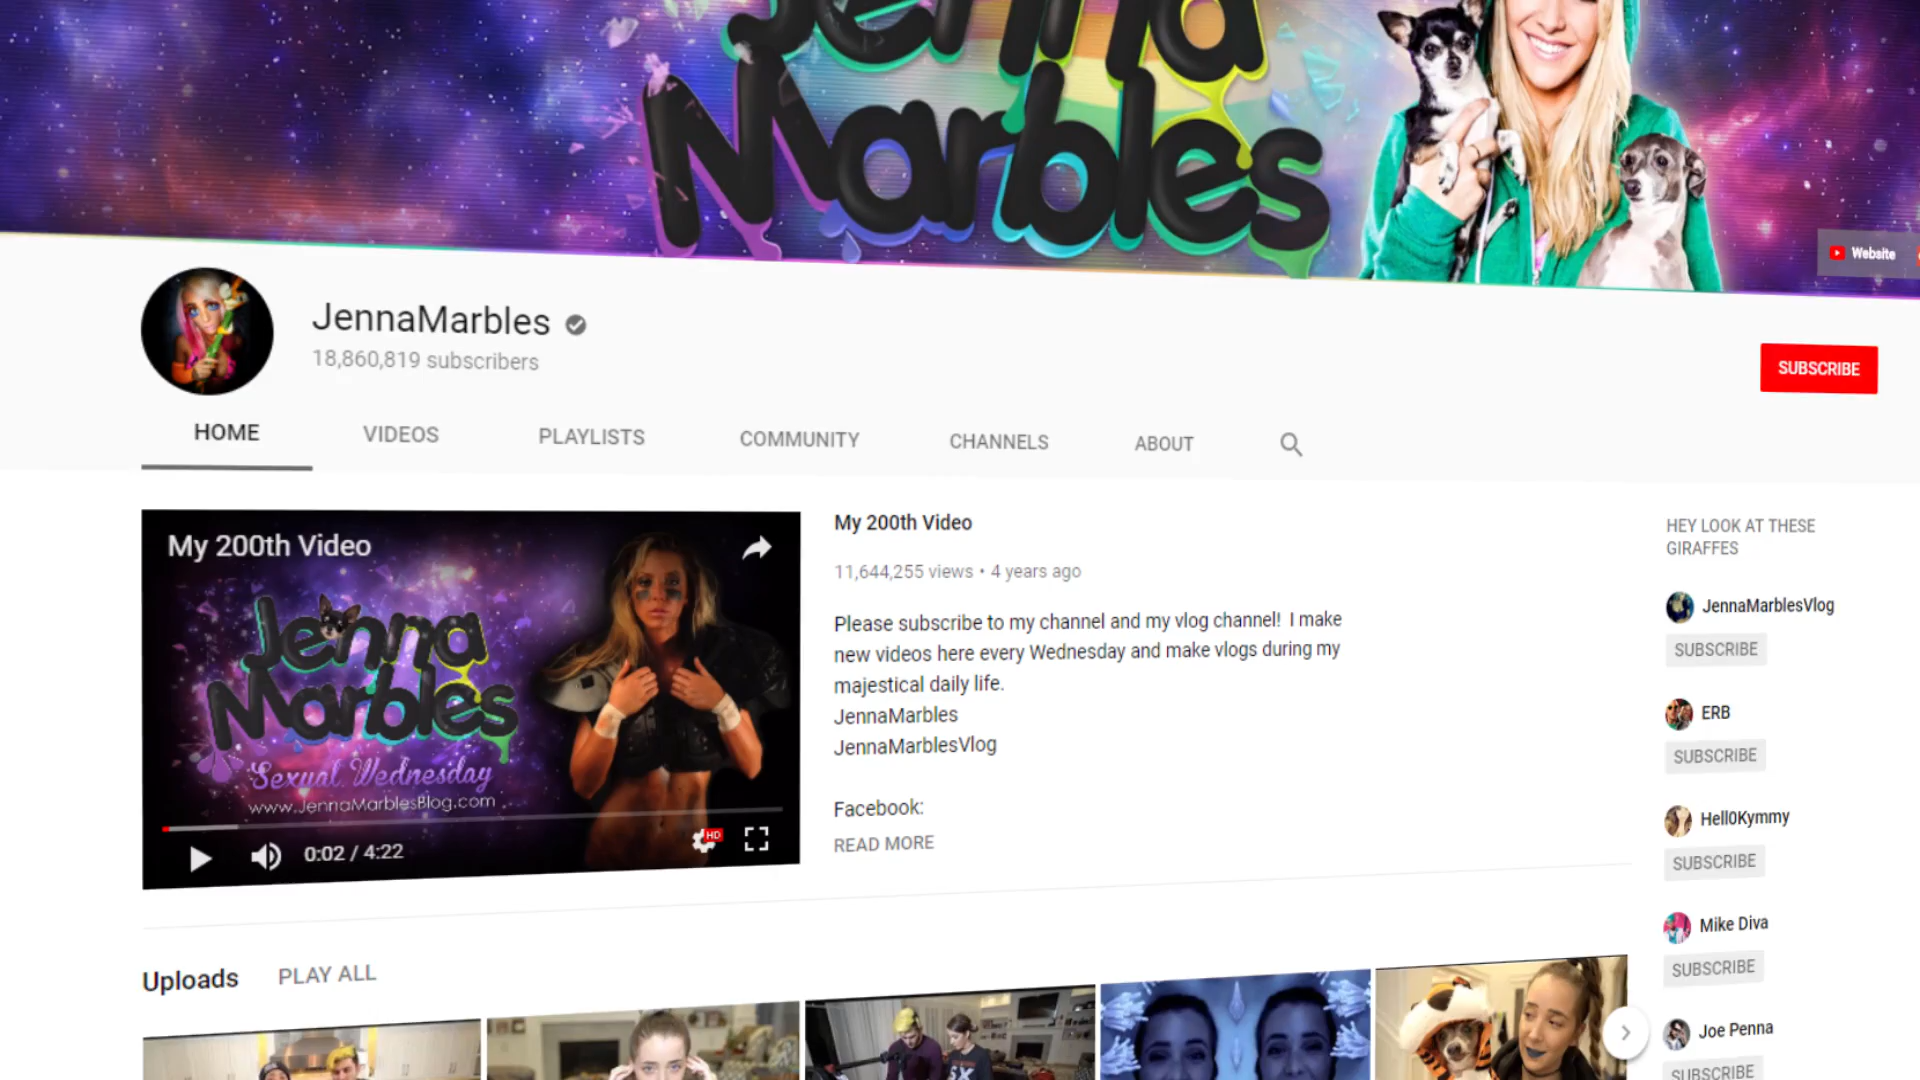 Jenna
Marbles
Website
JennaMarbles
18,860,819 subscribers
SUBSCRIBE
HOME
VIDEOS
PLAYLISTS
COMMUNITY
CHANNELS
ABOUT
My 200th Video
Jenna
Marbles
Sexual Wednesday
www.JennaMarblesBlog.com
0:02 / 4:22
HD
My 200th Video
11,644,255 views • 4 years ago
Please subscribe to my channel and my vlog channel! I make
new videos here every Wednesday and make vlogs during my
majestical daily life.
JennaMarbles
JennaMarblesVlog
Facebook:
READ MORE
HEY LOOK AT THESE
GIRAFFES
JennaMarblesVlog
SUBSCRIBE
ERB
SUBSCRIBE
Hell0Kymmy
SUBSCRIBE
Mike Diva
SUBSCRIBE
Joe Penna
SUBSCRIBE
Uploads
PLAY ALL